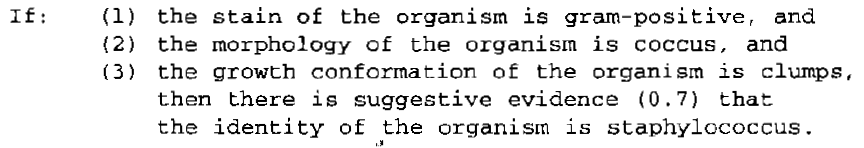 If: (1) the stain of the organism is gram-positive, and
(2) the morphology of the organism is coccus, and
(3) the growth conformation of the organism is clumps,
then there is suggestive evidence (0.7) that
the identity of the organism is staphylococcus.